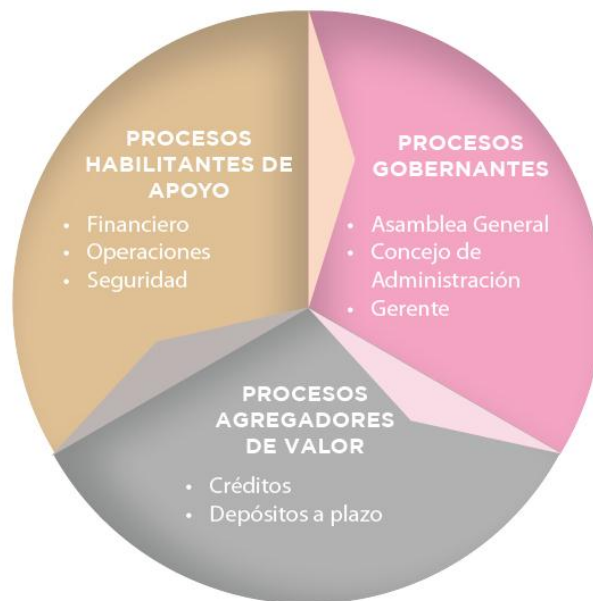 PROCESOS
HABILITANTES DE
APOYO
• Financiero
• Operaciones
• Seguridad
PROCESOS
GOBERNANTES
• Asamblea General
• Concejo de
Administración
• Gerente
PROCESOS
AGREGADORES
DE VALOR
• Créditos
• Depósitos a plazo